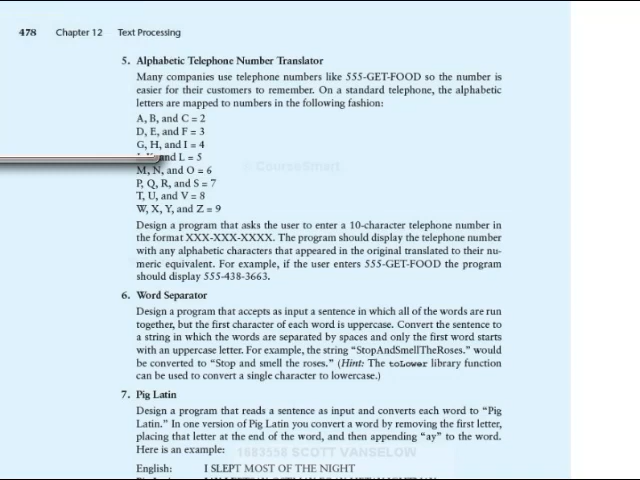 478 Chapter 12 Text Processing
5. Alphabetic Telephone Number Translator
Many companies use telephone numbers like 555-GET-FOOD so the number is
easier for their customers to remember. On a standard telephone, the alphabetic
letters are mapped to numbers in the following fashion:
A, B, and C = 2
D, E, and F = 3
G, H, and I = 4
and L = 5
M, N, and O = 6
P, Q, R, and S = 7
T, U, and V = 8
W, X, Y, and Z = 9
CourseSmart
Design a program that asks the user to enter a 10-character telephone number in
the format XXX-XXX-XXXX. The program should display the telephone number
with any alphabetic characters that appeared in the original translated to their nu-
meric equivalent. For example, if the user enters 555-GET-FOOD the program
should display 555-438-3663.
6. Word Separator
Design a program that accepts as input a sentence in which all of the words are run
together, but the first character of each word is uppercase. Convert the sentence to
a string in which the words are separated by spaces and only the first word starts
with an uppercase letter. For example, the string “StopAndSmellTheRoses.” would
be converted to “Stop and smell the roses.” (Hint: The toLower library function
can be used to convert a single character to lowercase.)
7. Pig Latin
Design a program that reads a sentence as input and converts each word to “Pig
Latin.” In one version of Pig Latin you convert a word by removing the first letter,
placing that letter at the end of the word, and then appending “ay” to the word.
Here is an example:
1683558 SCOTT VANSELOW
English: I SLEPT MOST OF THE NIGHT